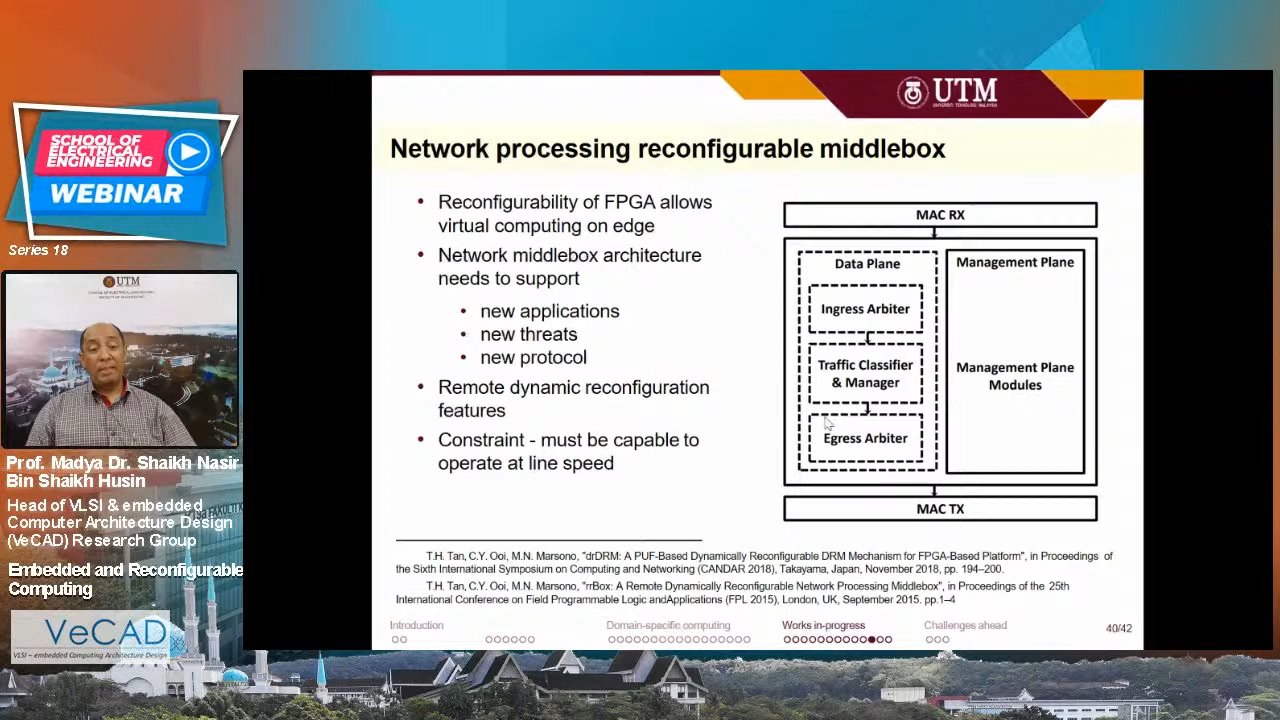 UTM
UNIVERSITI TEKNOLOGI MALAYSIA
SCHOOL OF
ELECTRICAL
ENGINEERING
WEBINAR
Series 18
UTM
Prof. Madya Dr. Shaikh Nasir
Bin Shaikh Husin
Head of VLSI & embedded
Computer Architecture Design
(VeCAD) Research Group
Embedded and Reconfigurable
Computing
VeCAD
VLSI – embedded Computing Architecture Design
Network processing reconfigurable middlebox
• Reconfigurability of FPGA allows
virtual computing on edge
• Network middlebox architecture
needs to support
• new applications
• new threats
• new protocol
• Remote dynamic reconfiguration
features
• Constraint - must be capable to
operate at line speed
MAC RX
Data Plane
Ingress Arbiter
Traffic Classifier
& Manager
Egress Arbiter
Management Plane
Management Plane
Modules
MAC TX
T.H. Tan, C.Y. Ooi, M.N. Marsono, "drDRM: A PUF-Based Dynamically Reconfigurable DRM Mechanism for FPGA-Based Platform", in Proceedings of
the Sixth International Symposium on Computing and Networking (CANDAR 2018), Takayama, Japan, November 2018, pp. 194–200.
T.H. Tan, C.Y. Ooi, M.N. Marsono, "rrBox: A Remote Dynamically Reconfigurable Network Processing Middlebox", in Proceedings of the 25th
International Conference on Field Programmable Logic andApplications (FPL 2015), London, UK, September 2015. pp.1–4
Introduction
Domain-specific computing
Works in-progress
Challenges ahead
40/42